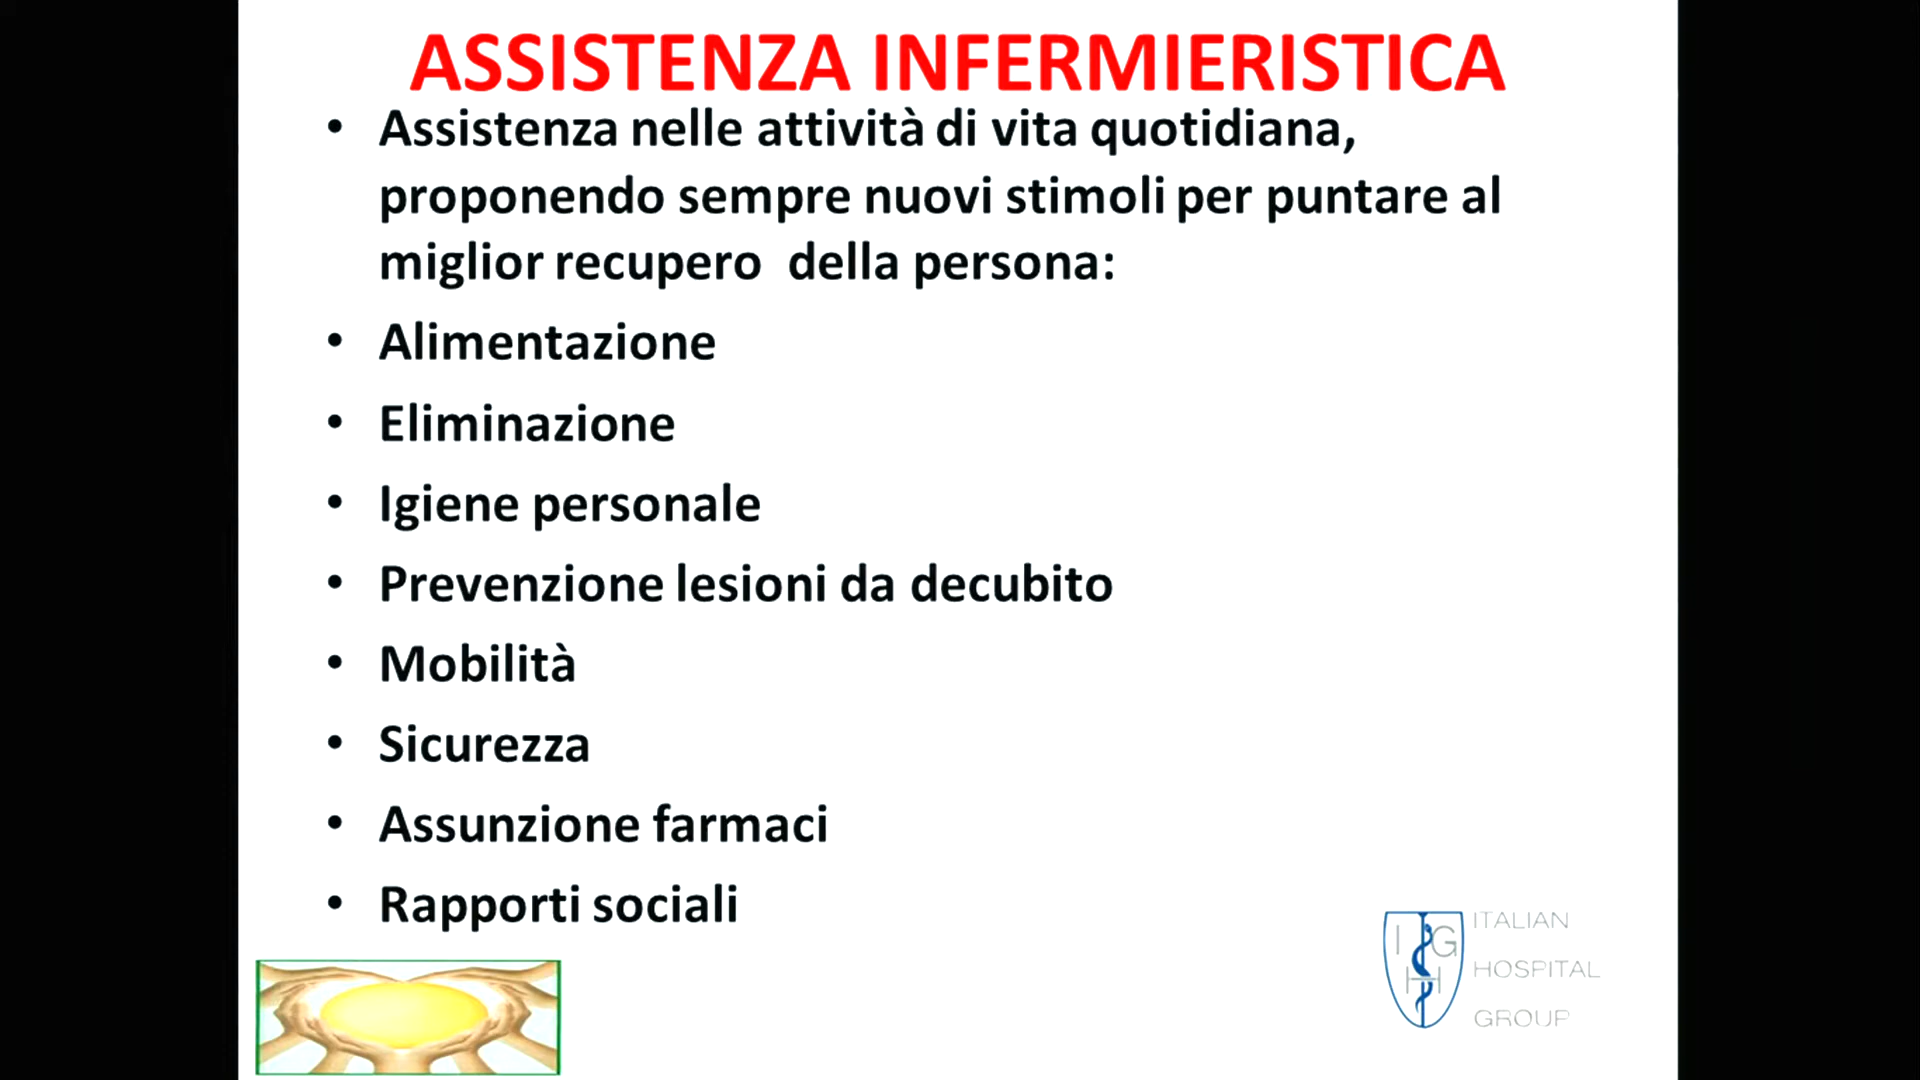 ASSISTENZA INFERMIERISTICA
• Assistenza nelle attività di vita quotidiana,
proponendo sempre nuovi stimoli per puntare al
miglior recupero della persona:
• Alimentazione
• Eliminazione
• Igiene personale
• Prevenzione lesioni da decubito
• Mobilità
• Sicurezza
• Assunzione farmaci
• Rapporti sociali
I G
H
ITALIAN
HOSPITAL
GROUP